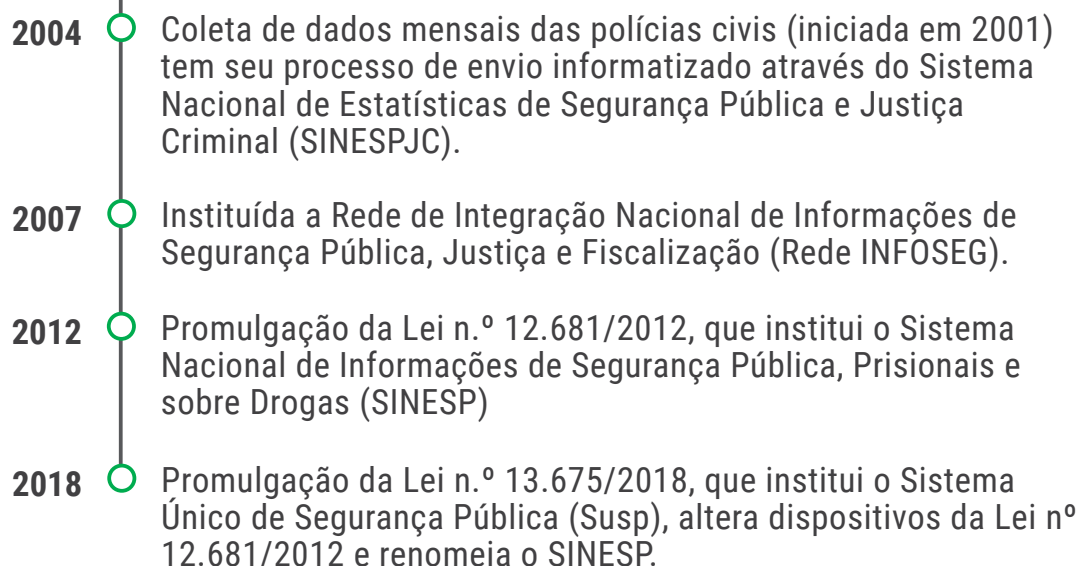 2004 Coleta de dados mensais das polícias civis (iniciada em 2001)
tem seu processo de envio informatizado através do Sistema
Nacional de Estatísticas de Segurança Pública e Justiça
Criminal (SINESPJC).
2007 Instituída a Rede de Integração Nacional de Informações de
Segurança Pública, Justiça e Fiscalização (Rede INFOSEG).
2012 Promulgação da Lei n.º 12.681/2012, que institui o Sistema
Nacional de Informações de Segurança Pública, Prisionais e
sobre Drogas (SINESP)
2018 Promulgação da Lei n.º 13.675/2018, que institui o Sistema
Único de Segurança Pública (Susp), altera dispositivos da Lei nº
12.681/2012 e renomeia o SINESP.